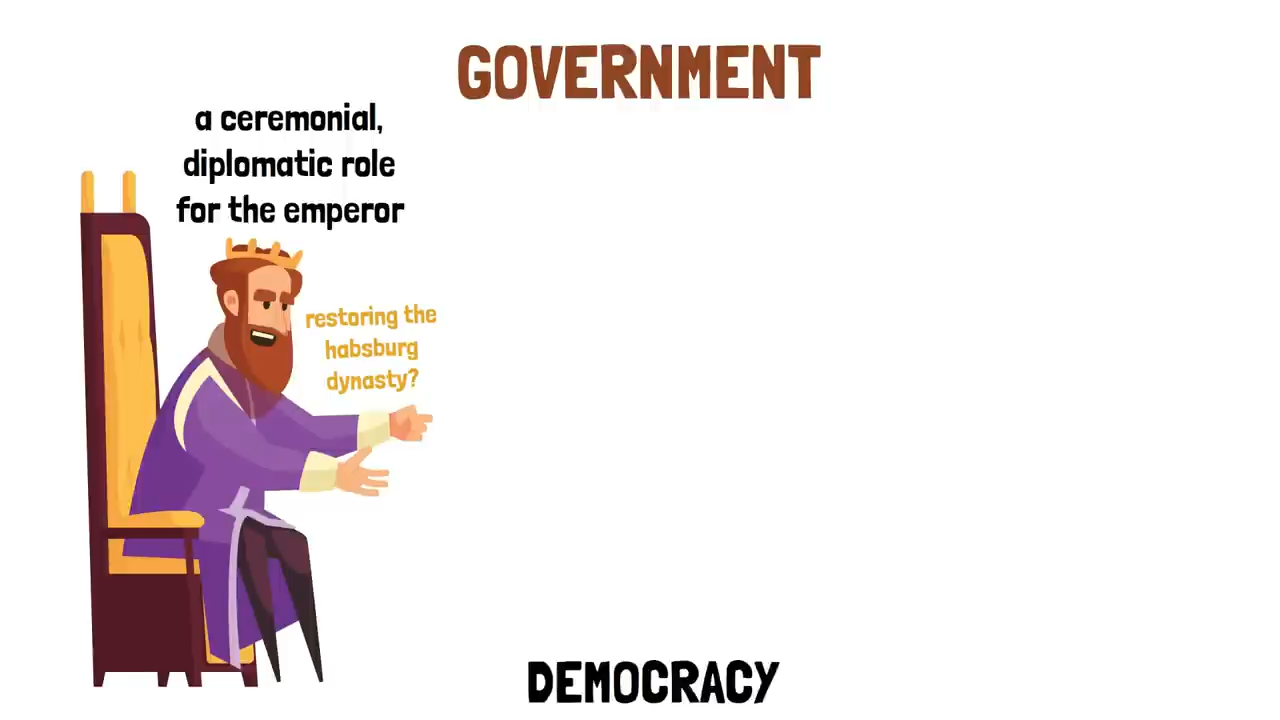 GOVERNMENT
a ceremonial,
diplomatic role
for the emperor
restoring the
habsburg
dynasty?
DEMOCRACY